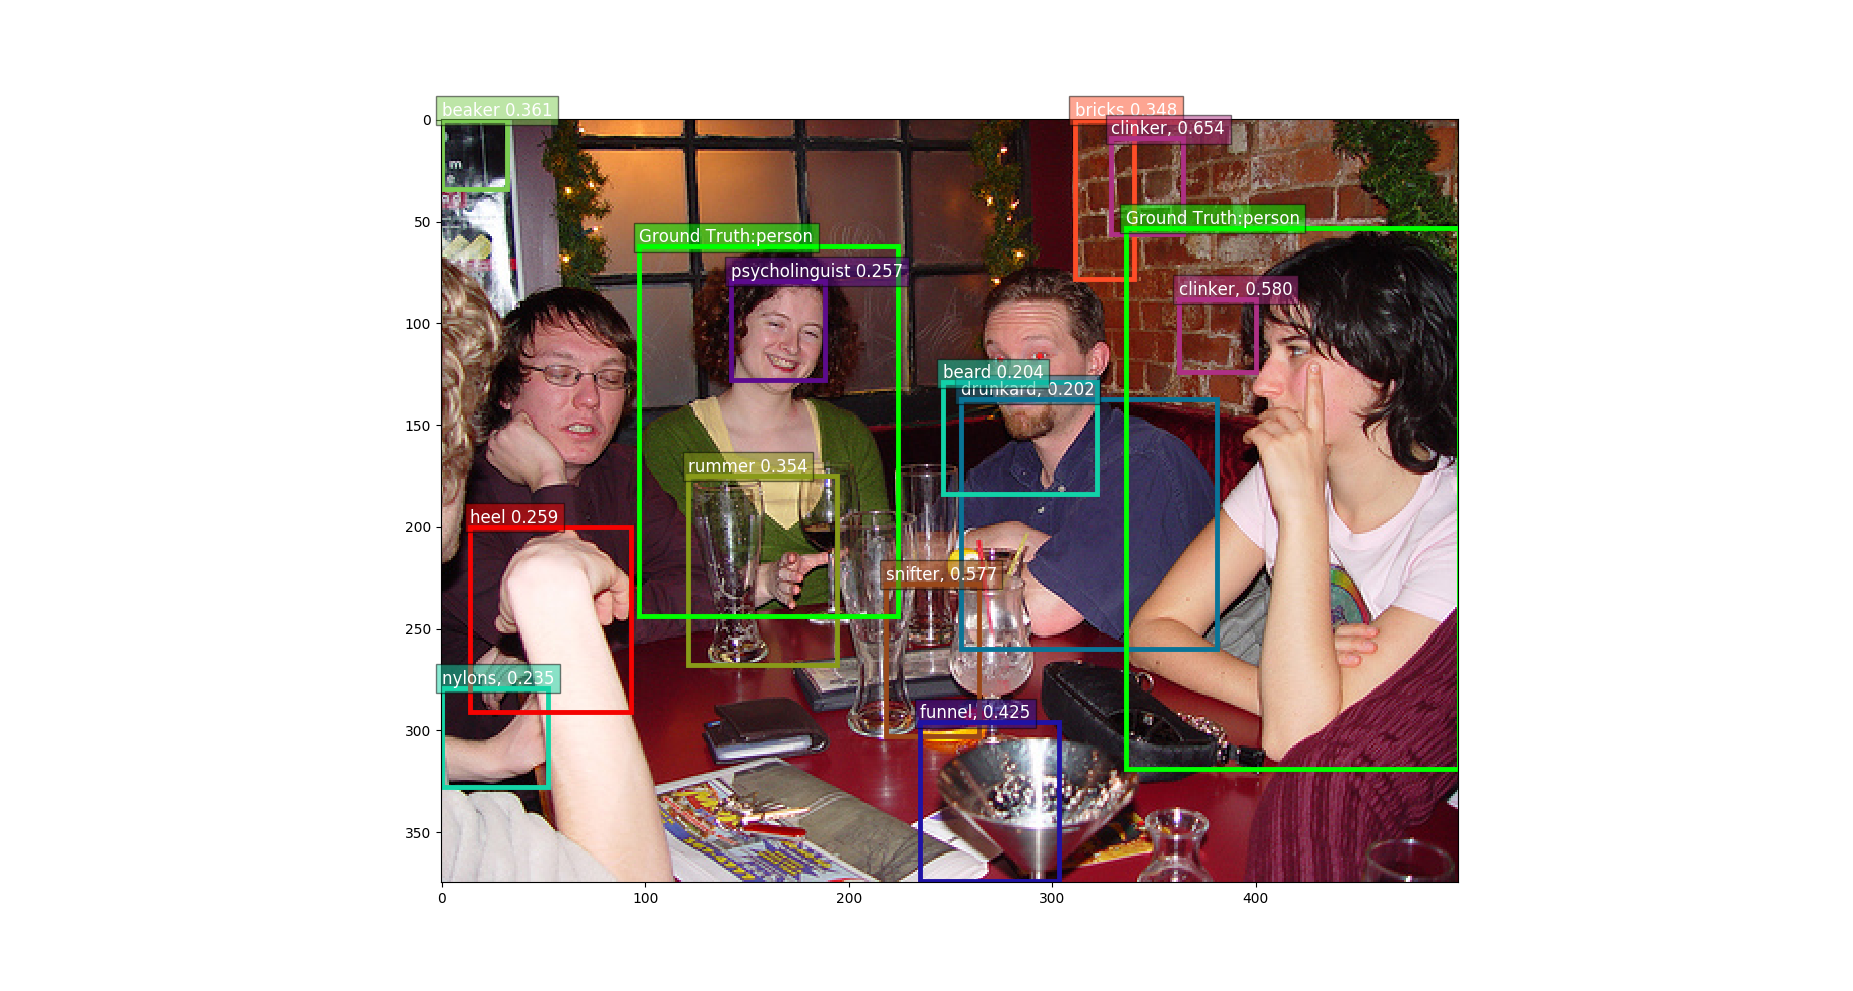 beaker 0.361
bricks 0.348
clinker, 0.654
Ground Truth:person
Ground Truth:person
psycholinguist 0.257
clinker, 0.580
beard 0.204
drunkard, 0.202
rummer 0.354
heel 0.259
snifter, 0.577
nylons, 0.235
funnel, 0.425
0
50
100
150
200
250
300
350
0
100
200
300
400
m
e